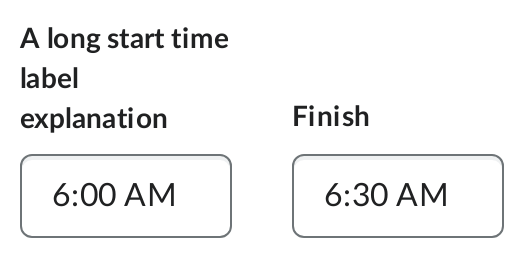 A long start time
label
explanation
Finish
6:00 AM
6:30 AM